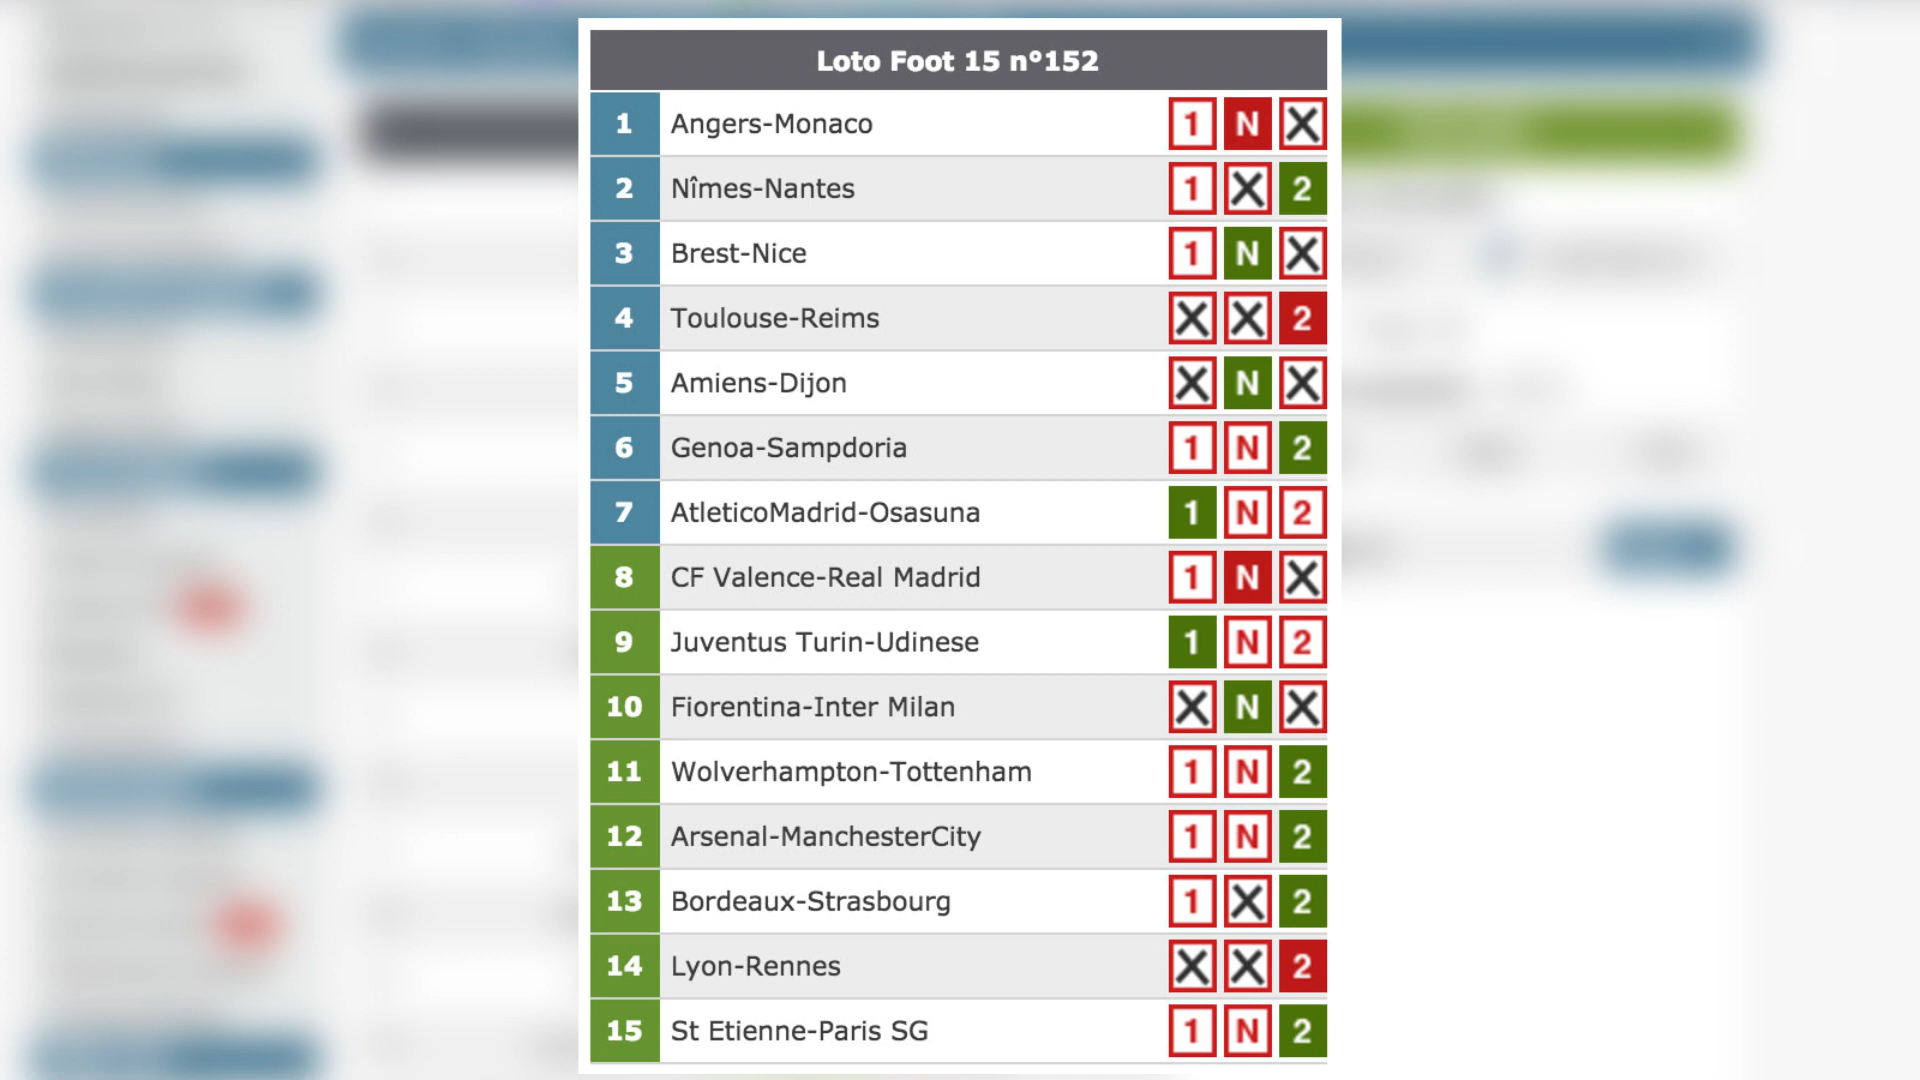 Loto Foot 15 n°152
1 Angers-Monaco 1 N X
2 Nîmes-Nantes 1 X 2
3 Brest-Nice 1 N X
4 Toulouse-Reims X X 2
5 Amiens-Dijon X N X
6 Genoa-Sampdoria 1 N 2
7 AtleticoMadrid-Osasuna 1 N 2
8 CF Valence-Real Madrid 1 N X
9 Juventus Turin-Udinese 1 N 2
10 Fiorentina-Inter Milan X N X
11 Wolverhampton-Tottenham 1 N 2
12 Arsenal-ManchesterCity 1 N 2
13 Bordeaux-Strasbourg 1 X 2
14 Lyon-Rennes X X 2
15 St Etienne-Paris SG 1 N 2